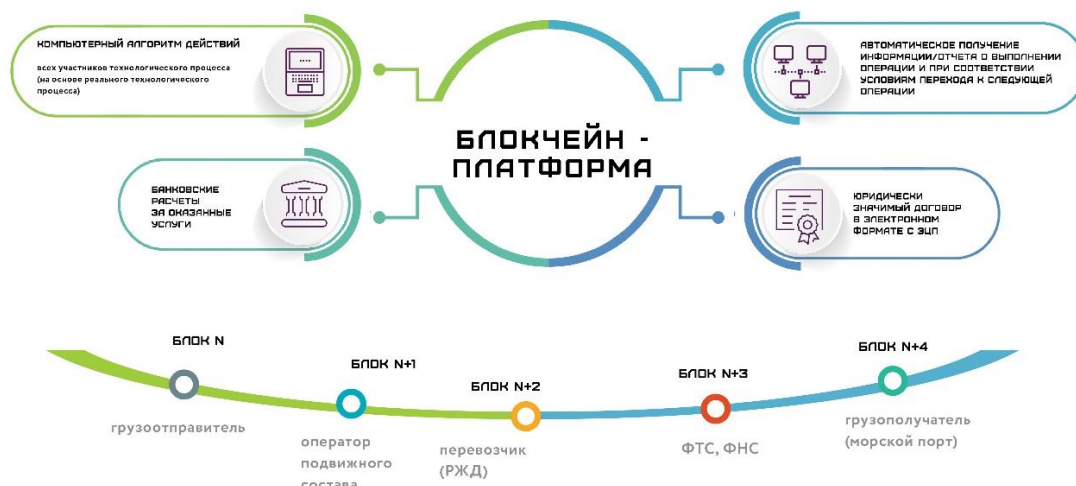 КОМПЬЮТЕРНЫЙ АЛГОРИТМ ДЕЙСТВИЙ
всех участников технологического процесса
(на основе реального технологического
процесса)
АВТОМАТИЧЕСКОЕ ПОЛУЧЕНИЕ
ИНФОРМАЦИИ/ОТЧЕТА О ВЫПОЛНЕНИИ
ОПЕРАЦИИ И ПРИ СООТВЕТСТВИИ
УСЛОВИЯМ ПЕРЕХОДА К СЛЕДУЮЩЕЙ
ОПЕРАЦИИ
БЛОКЧЕЙН -
ПЛАТФОРМА
БАНКОВСКИЕ
РАСЧЕТЫ
ЗА ОКАЗАННЫЕ
УСЛУГИ
ЮРИДИЧЕСКИ
ЗНАЧИМЫЙ ДОГОВОР
В ЭЛЕКТРОННОМ
ФОРМАТЕ С ЭЦП
БЛОК N
грузоотправитель
БЛОК N+1
оператор
подвижного
состава
БЛОК N+2
перевозчик
(РЖД)
БЛОК N+3
ФТС, ФНС
БЛОК N+4
грузополучатель
(морской порт)